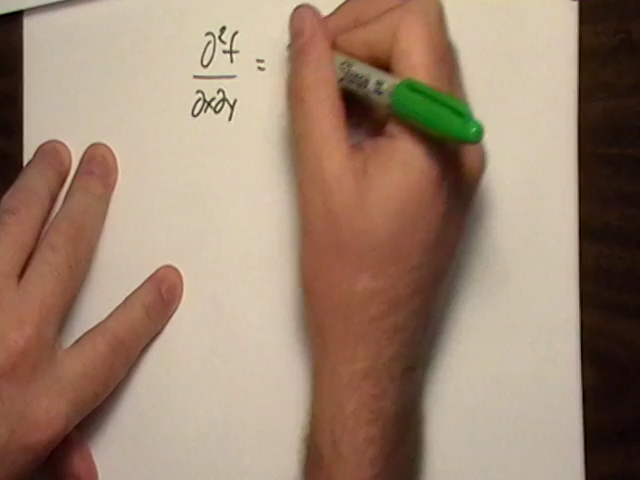 ∂²f
∂x∂y =